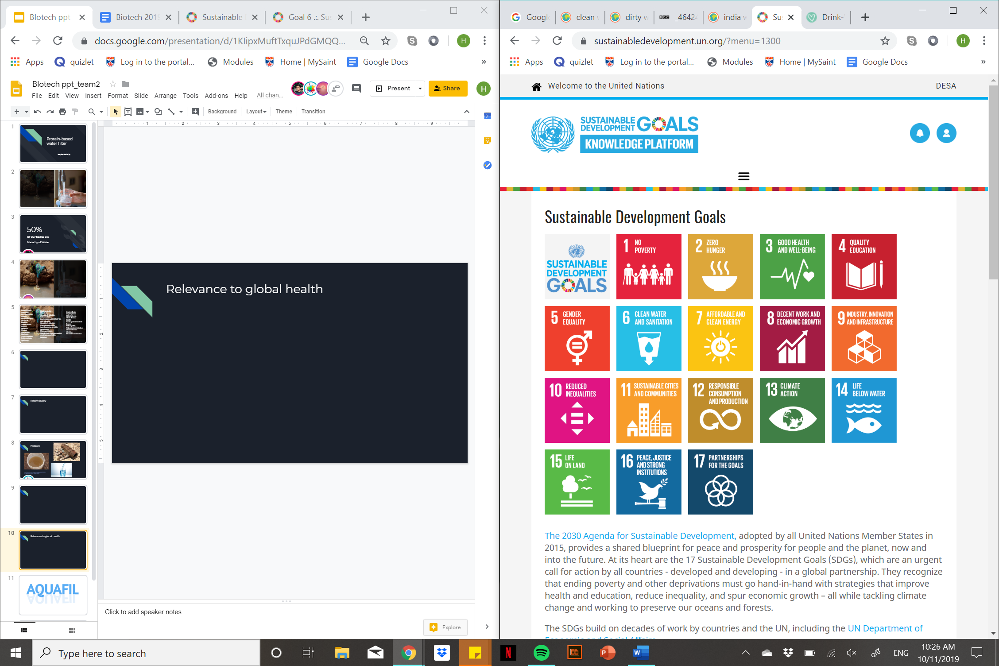 Blotech ppt_
Biotech 2019
Sustainable
Goal 6 .:. Sus
docs.google.com/presentation/d/1KlipxMuftTxquJPdGMQQ...
H
Apps
quizlet
Log in to the portal...
Modules
Home | MySaint
Google Docs
»
Blotech ppt_team2
File Edit View Insert Format Slide Arrange Tools Add-ons Help All chan...
Present
Share
H
Background
Layout
Theme
Transition
1 2 3 4 5 6 7 8 9
1
Protein-based
water filter
2
3
50%
Of Our Bodies are
Made Up of Water
4
5
6
7
Miriam's Story
8
Problem
9
10
Relevance to global health
11
AQUAFIL
1
2
3
4
5
Relevance to global health
Click to add speaker notes
Explore
31
Google
clean w
dirty w
BBC
_46424
india w
Su
Drink-
sustainabledevelopment.un.org/?menu=1300
H
Apps
quizlet
Log in to the portal...
Modules
Home | MySaint
Google Docs
»
Welcome to the United Nations
DESA
SUSTAINABLE
DEVELOPMENT
GOALS
KNOWLEDGE PLATFORM
Sustainable Development Goals
SUSTAINABLE
DEVELOPMENT
GOALS
1 NO
POVERTY
2 ZERO
HUNGER
3 GOOD HEALTH
AND WELL-BEING
4 QUALITY
EDUCATION
5 GENDER
EQUALITY
6 CLEAN WATER
AND SANITATION
7 AFFORDABLE AND
CLEAN ENERGY
8 DECENT WORK AND
ECONOMIC GROWTH
9 INDUSTRY, INNOVATION
AND INFRASTRUCTURE
10 REDUCED
INEQUALITIES
11 SUSTAINABLE CITIES
AND COMMUNITIES
12 RESPONSIBLE
CONSUMPTION
AND PRODUCTION
13 CLIMATE
ACTION
14 LIFE
BELOW WATER
15 LIFE
ON LAND
16 PEACE, JUSTICE
AND STRONG
INSTITUTIONS
17 PARTNERSHIPS
FOR THE GOALS
The 2030 Agenda for Sustainable Development, adopted by all United Nations Member States in
2015, provides a shared blueprint for peace and prosperity for people and the planet, now and
into the future. At its heart are the 17 Sustainable Development Goals (SDGs), which are an urgent
call for action by all countries - developed and developing - in a global partnership. They recognize
that ending poverty and other deprivations must go hand-in-hand with strategies that improve
health and education, reduce inequality, and spur economic growth – all while tackling climate
change and working to preserve our oceans and forests.
The SDGs build on decades of work by countries and the UN, including the UN Department of
Economic and Social Affairs
Type here to search
ENG
10:26 AM
10/11/2019